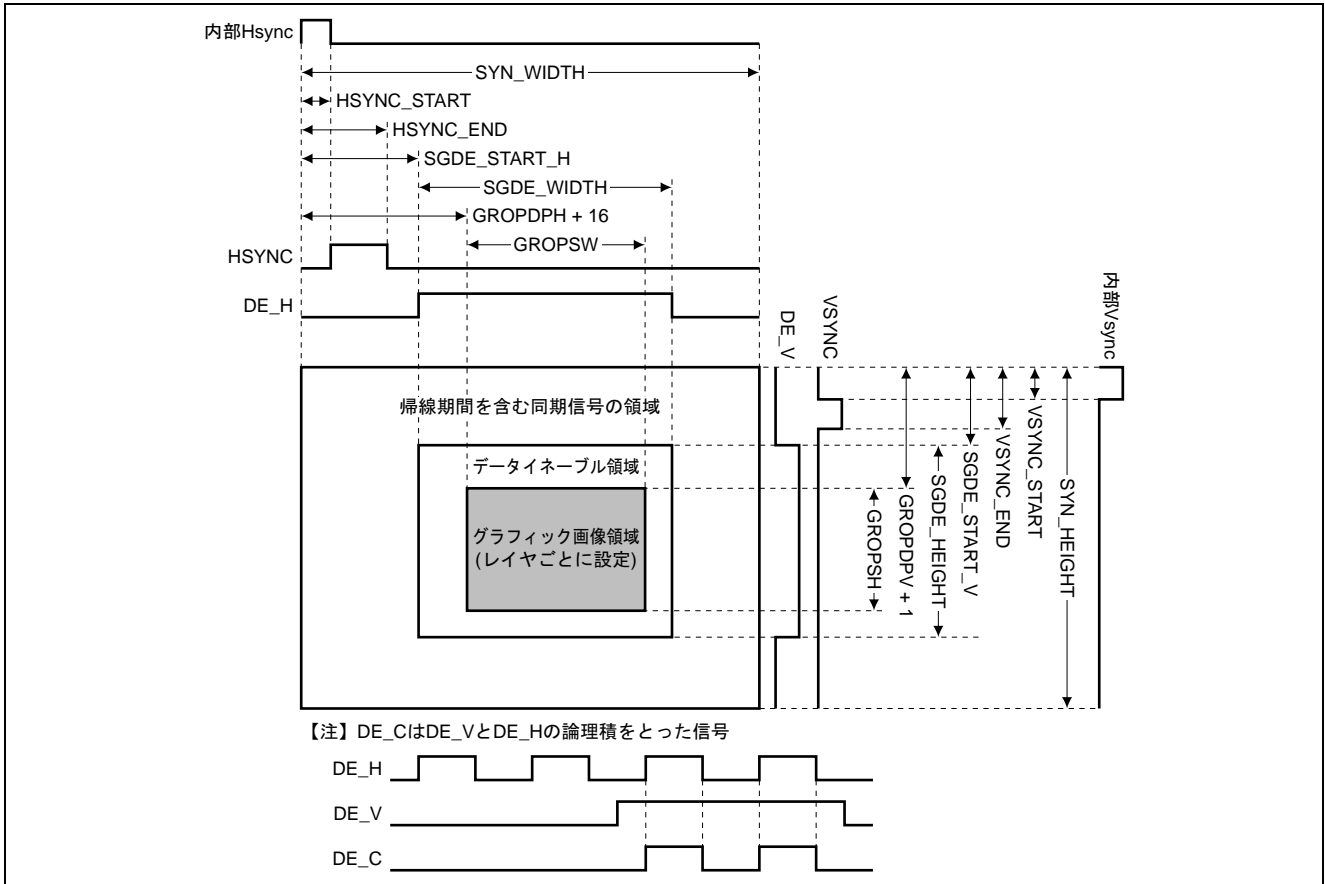 内部Hsync
SYN_WIDTH
HSYNC_START
HSYNC_END
SGDE_START_H
SGDE_WIDTH
GROPDPH + 16
GROPSW
HSYNC
DE_H
DE_V
VSYNC
内部Vsync
帰線期間を含む同期信号の領域
データイネーブル領域
グラフィック画像領域
(レイヤごとに設定)
GROPSH
GROPDPV + 1
SGDE_HEIGHT
SGDE_START_V
VSYNC_END
VSYNC_START
SYN_HEIGHT
【注】DE_CはDE_VとDE_Hの論理積をとった信号
DE_H
DE_V
DE_C